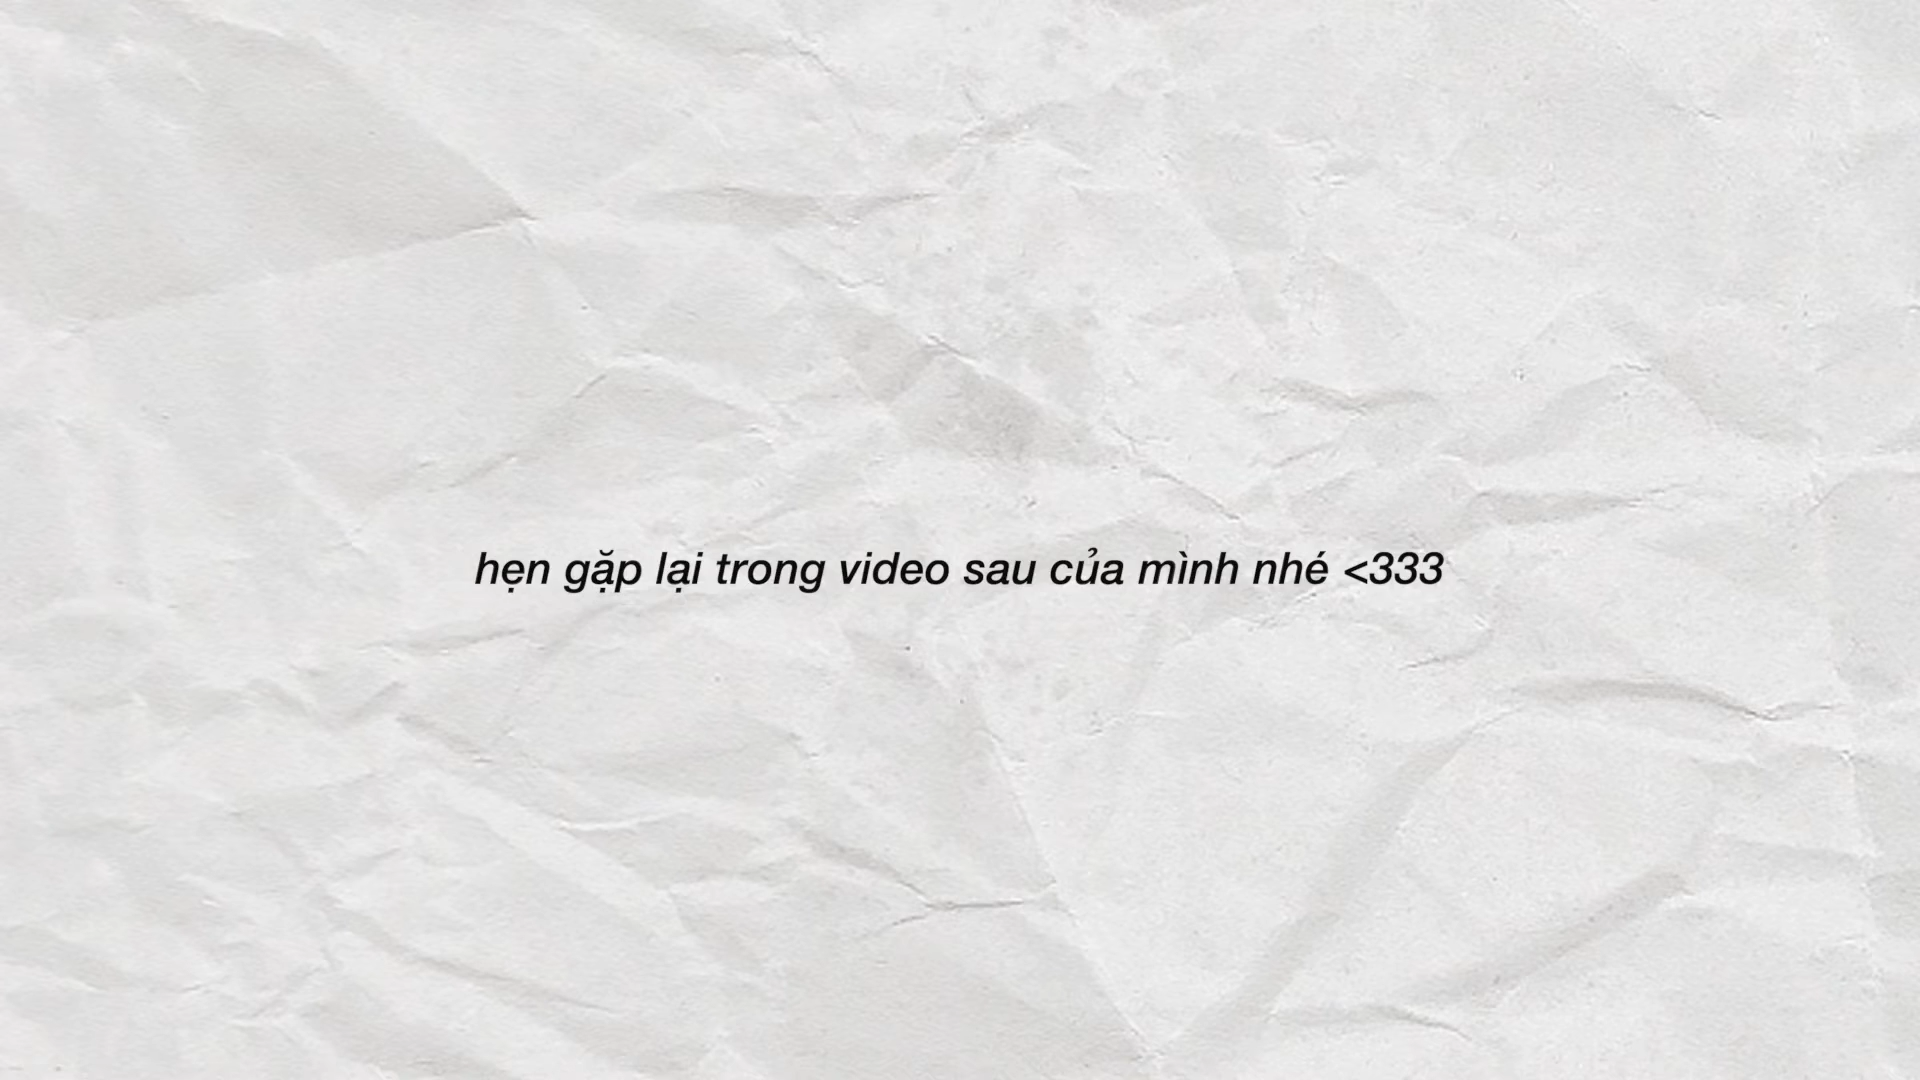 hẹn gặp lại trong video sau của mình nhé <333